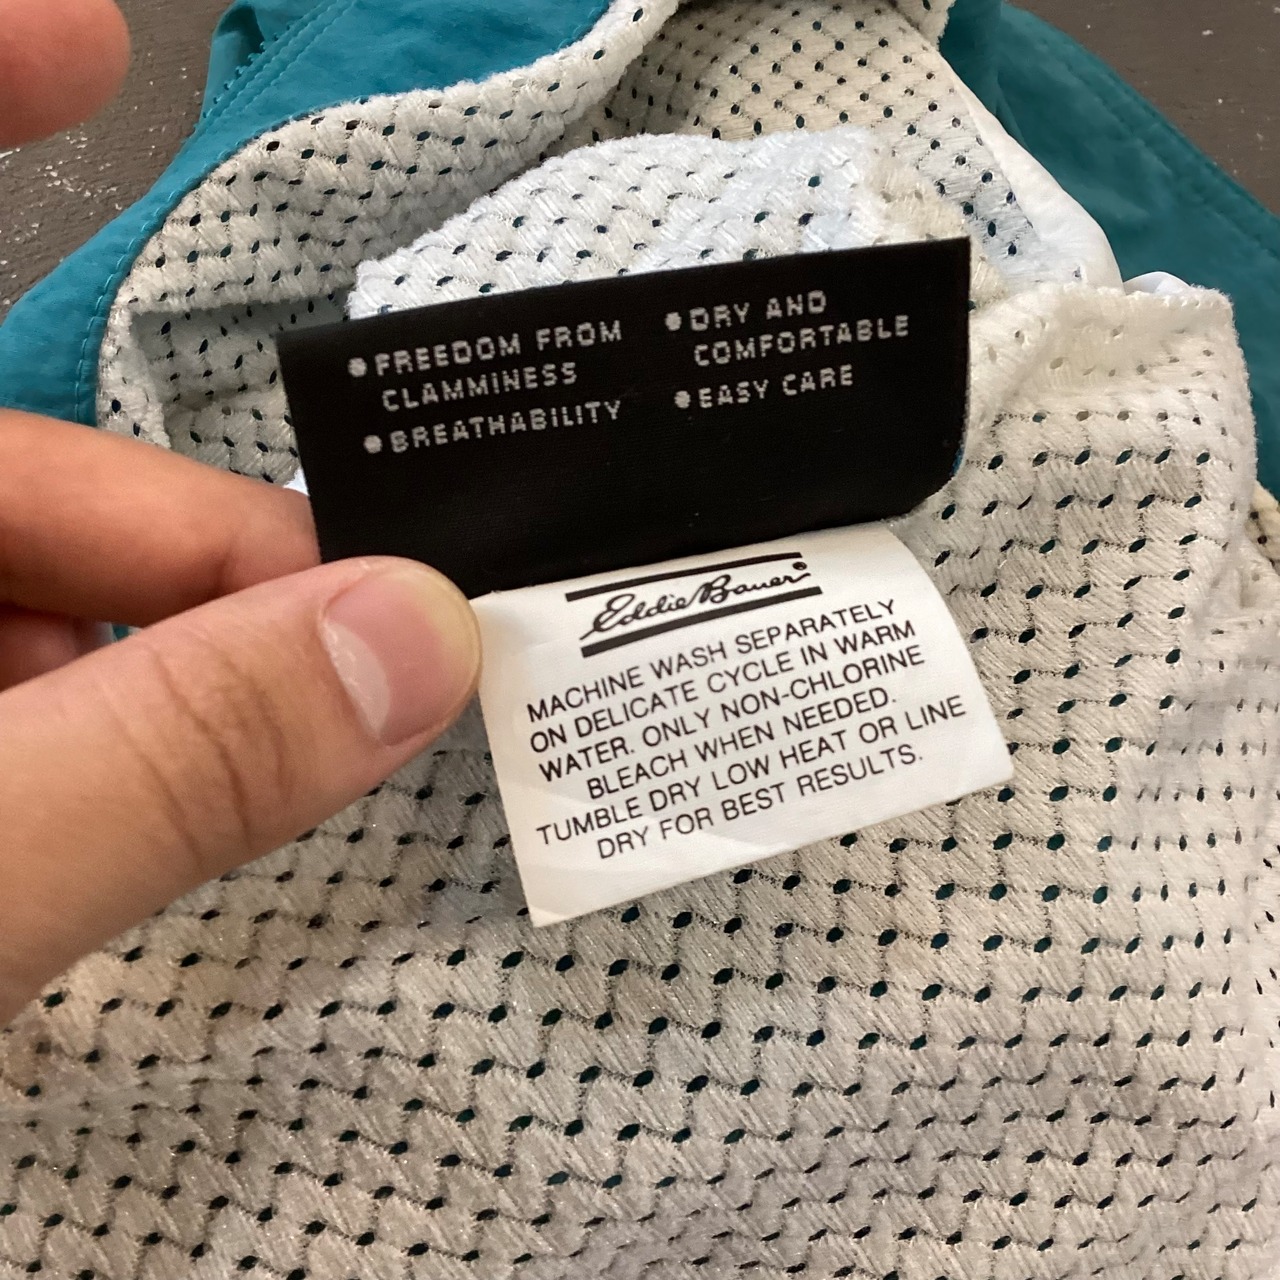 ●FREEDOM FROM
CLAMMINESS
●BREATHABILITY
●DRY AND
COMFORTABLE
●EASY CARE
Eddie Bauer®
MACHINE WASH SEPARATELY
ON DELICATE CYCLE IN WARM
WATER. ONLY NON-CHLORINE
BLEACH WHEN NEEDED.
TUMBLE DRY LOW HEAT OR LINE
DRY FOR BEST RESULTS.